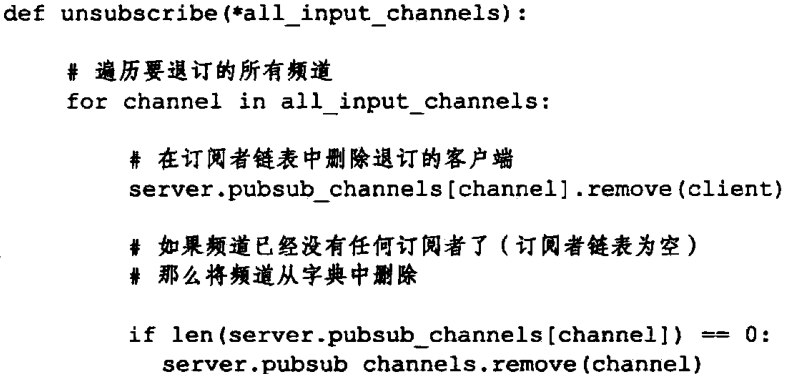 def unsubscribe(*all_input_channels):
# 遍历要退订的所有频道
for channel in all_input_channels:
# 在订阅者链表中删除退订的客户端
server.pubsub_channels[channel].remove(client)
# 如果频道已经没有任何订阅者了（订阅者链表为空）
# 那么将频道从字典中删除
if len(server.pubsub_channels[channel]) == 0:
server.pubsub_channels.remove(channel)